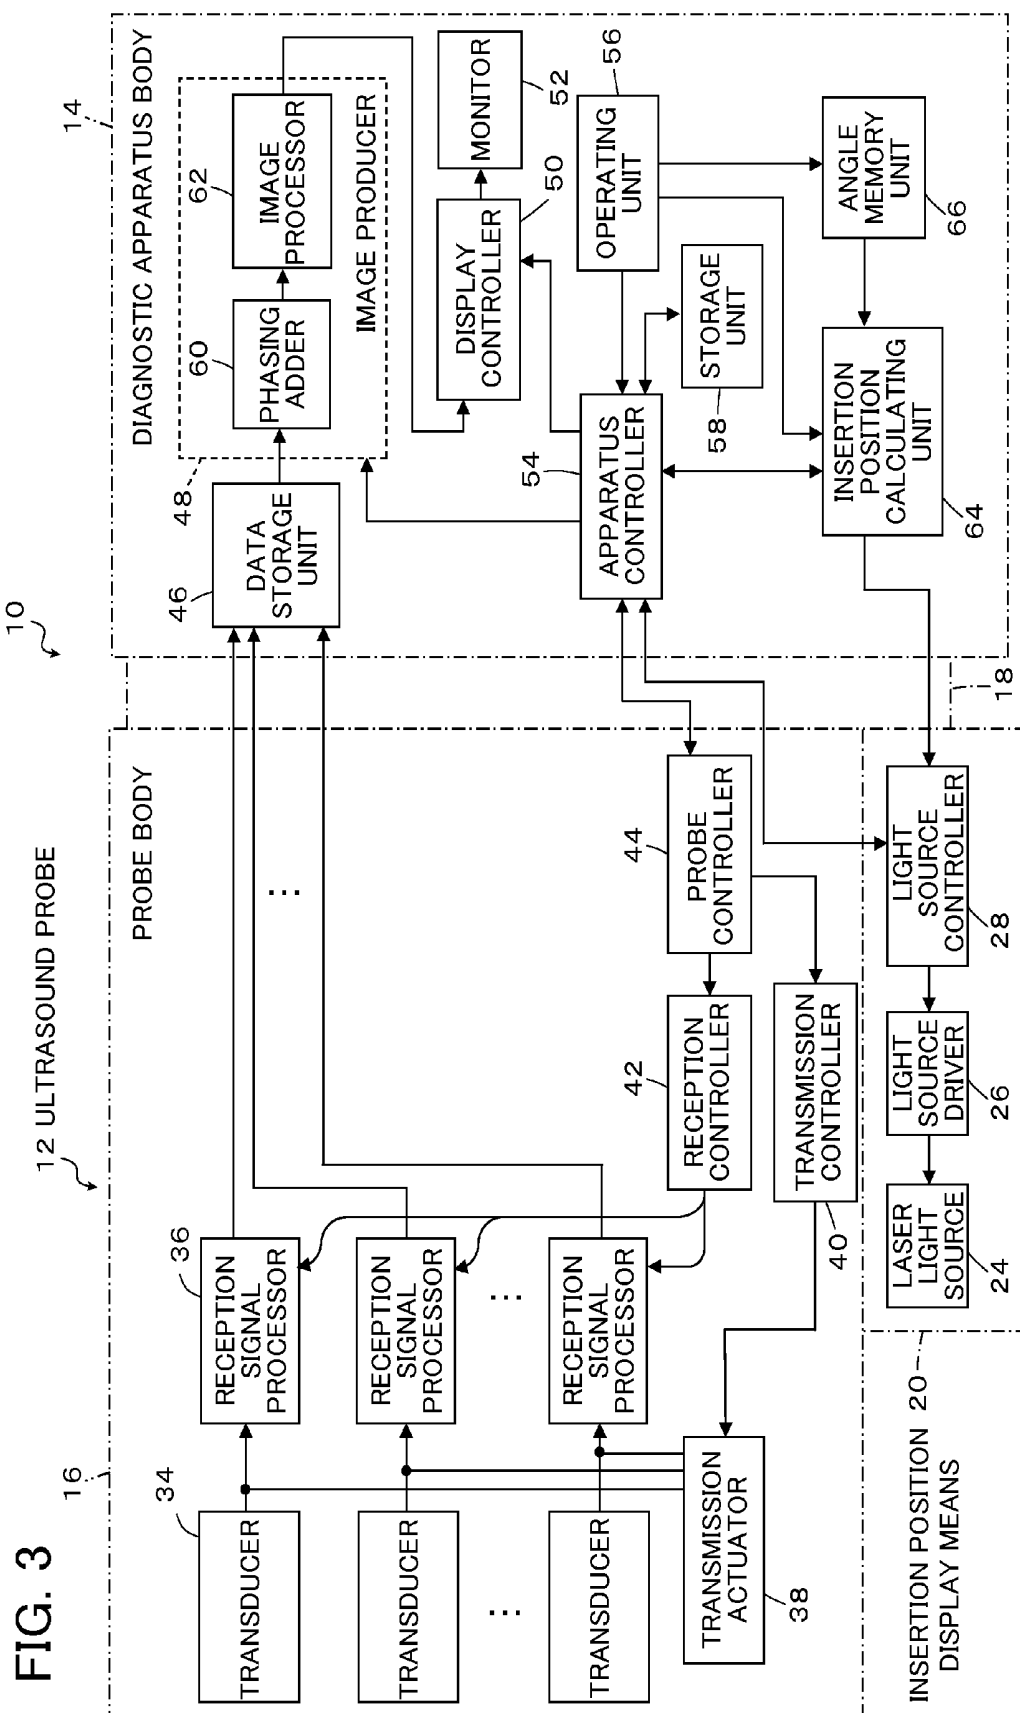 FIG. 3
10
12 ULTRASOUND PROBE
16
PROBE BODY
34
TRANSDUCER
TRANSDUCER
...
TRANSDUCER
36
RECEPTION
SIGNAL
PROCESSOR
RECEPTION
SIGNAL
PROCESSOR
...
RECEPTION
SIGNAL
PROCESSOR
...
TRANSMISSION
ACTUATOR
38
42
RECEPTION
CONTROLLER
44
PROBE
CONTROLLER
TRANSMISSION
CONTROLLER
40
INSERTION POSITION 20
DISPLAY MEANS
LASER
LIGHT
SOURCE
24
LIGHT
SOURCE
DRIVER
26
LIGHT
SOURCE
CONTROLLER
28
18
14
DIAGNOSTIC APPARATUS BODY
46
DATA
STORAGE
UNIT
48
60
PHASING
ADDER
62
IMAGE
PROCESSOR
IMAGE PRODUCER
DISPLAY
CONTROLLER
50
MONITOR
52
54
APPARATUS
CONTROLLER
OPERATING
UNIT
56
STORAGE
UNIT
58
INSERTION
POSITION
CALCULATING
UNIT
64
ANGLE
MEMORY
UNIT
66